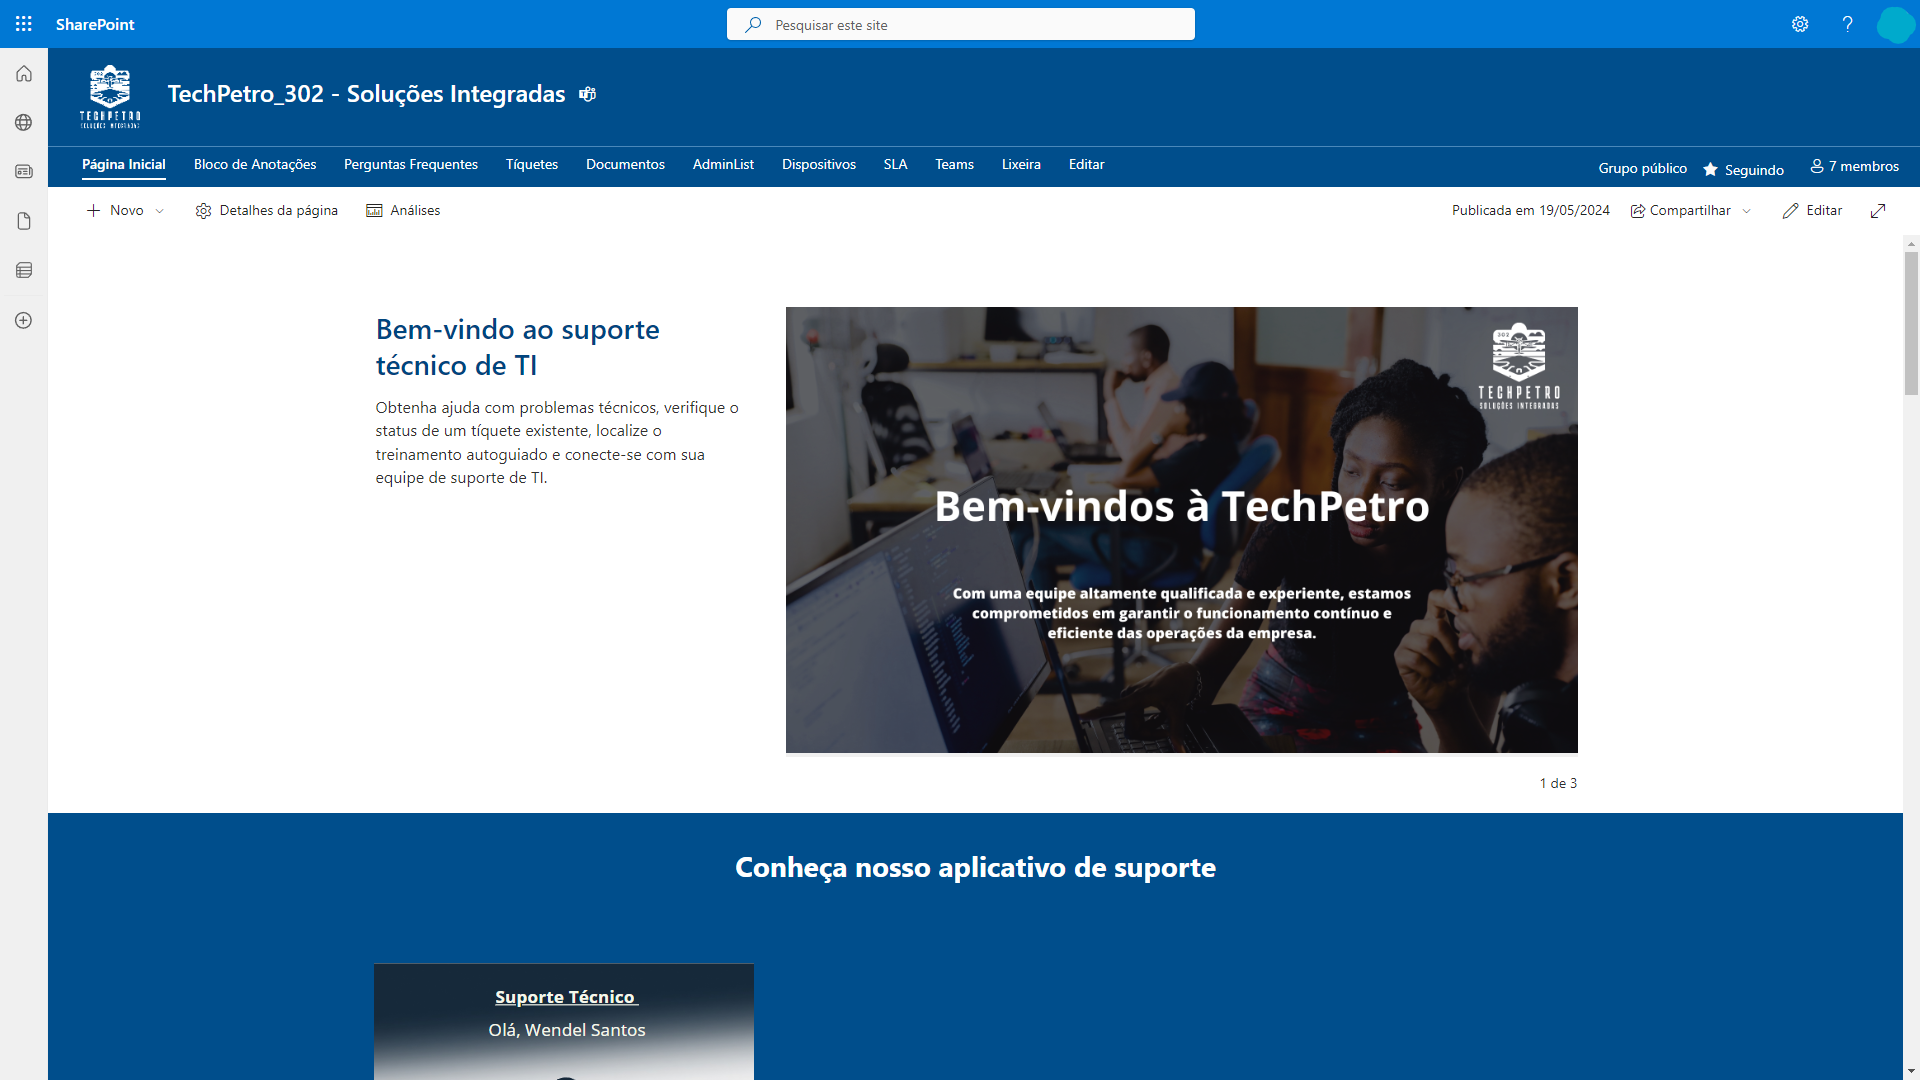 SharePoint
Pesquisar este site
302
TECHPETRO
SOLUÇÕES INTEGRADAS
TechPetro_302 - Soluções Integradas
Página Inicial
Bloco de Anotações
Perguntas Frequentes
Tíquetes
Documentos
AdminList
Dispositivos
SLA
Teams
Lixeira
Editar
Grupo público
Seguindo
7 membros
Novo
Detalhes da página
Análises
Publicada em 19/05/2024
Compartilhar
Editar
Bem-vindo ao suporte
técnico de TI
Obtenha ajuda com problemas técnicos, verifique o
status de um tíquete existente, localize o
treinamento autoguiado e conecte-se com sua
equipe de suporte de TI.
302
TECHPETRO
SOLUÇÕES INTEGRADAS
Bem-vindos à TechPetro
Com uma equipe altamente qualificada e experiente, estamos
comprometidos em garantir o funcionamento contínuo e
eficiente das operações da empresa.
1 de 3
Conheça nosso aplicativo de suporte
Suporte Técnico
Olá, Wendel Santos